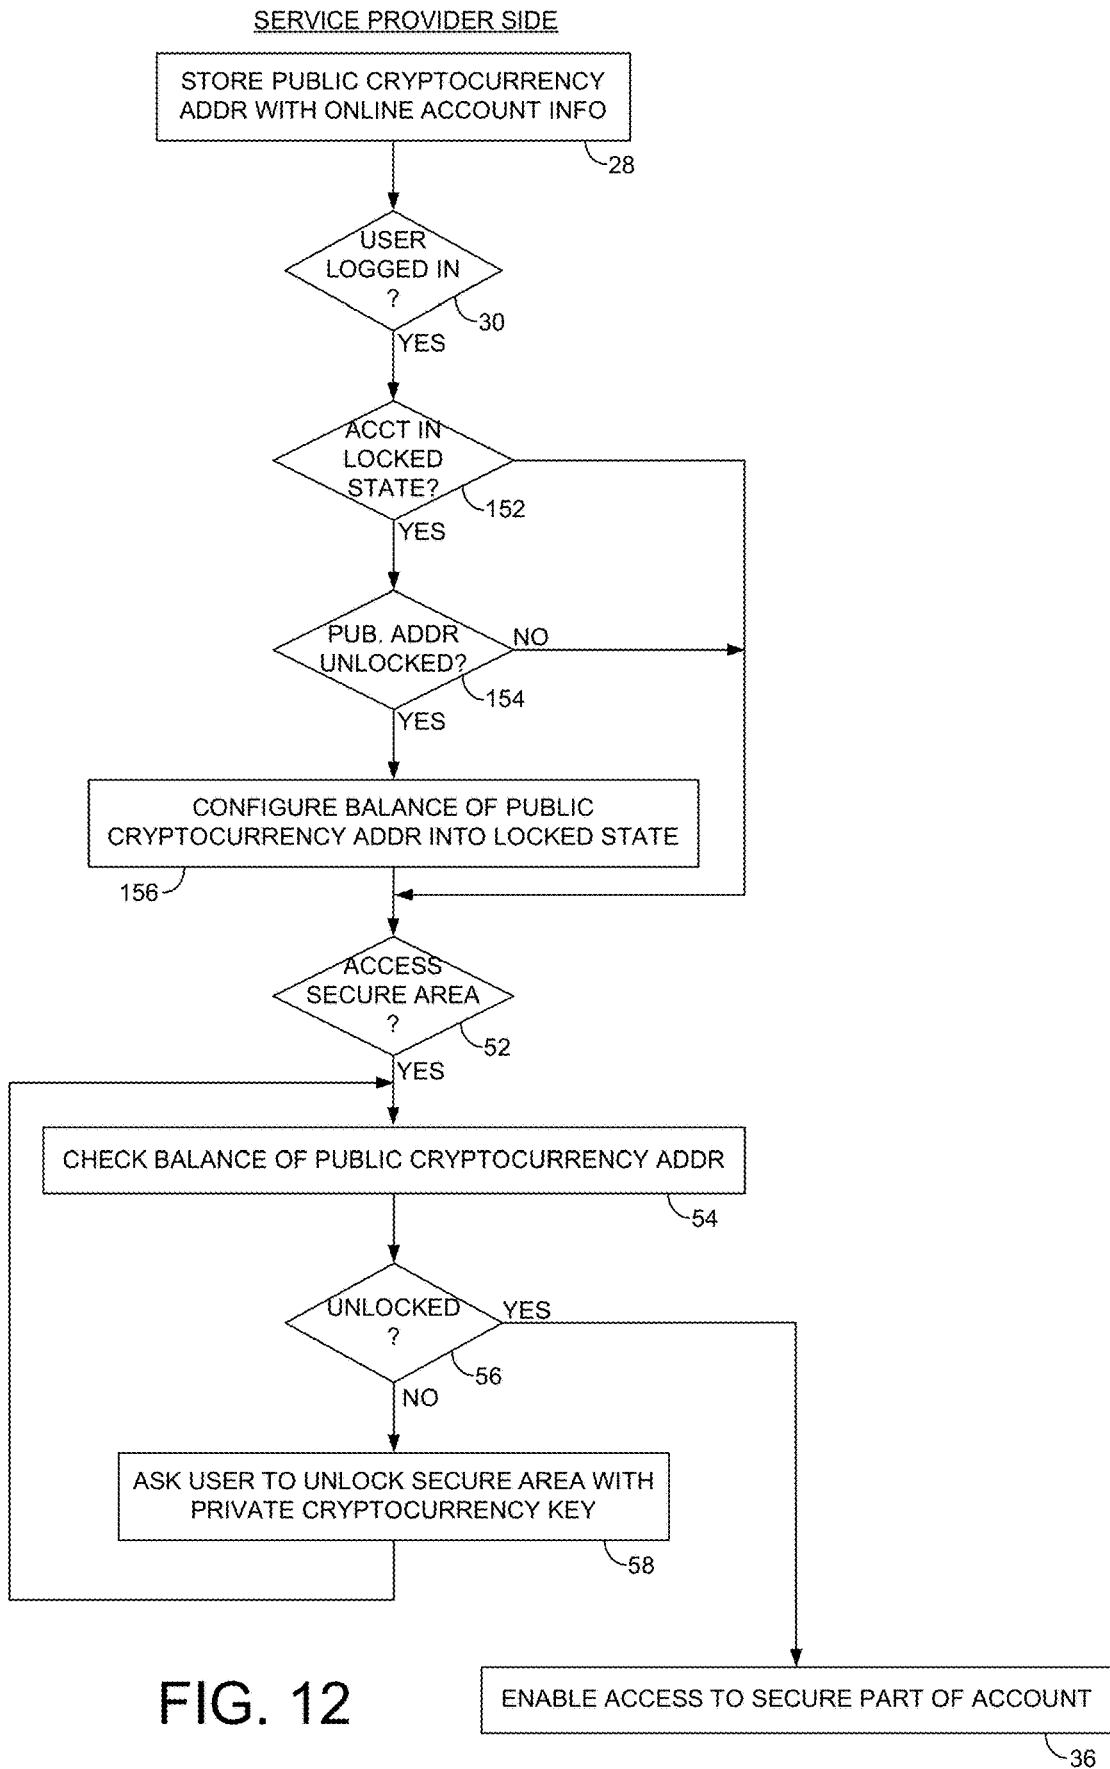 SERVICE PROVIDER SIDE
STORE PUBLIC CRYPTOCURRENCY
ADDR WITH ONLINE ACCOUNT INFO
28
USER
LOGGED IN
?
30
YES
ACCT IN
LOCKED
STATE?
152
YES
PUB. ADDR
UNLOCKED?
NO
154
YES
CONFIGURE BALANCE OF PUBLIC
CRYPTOCURRENCY ADDR INTO LOCKED STATE
156
ACCESS
SECURE AREA
?
52
YES
CHECK BALANCE OF PUBLIC CRYPTOCURRENCY ADDR
54
UNLOCKED
?
YES
56
NO
ASK USER TO UNLOCK SECURE AREA WITH
PRIVATE CRYPTOCURRENCY KEY
58
ENABLE ACCESS TO SECURE PART OF ACCOUNT
36
FIG. 12